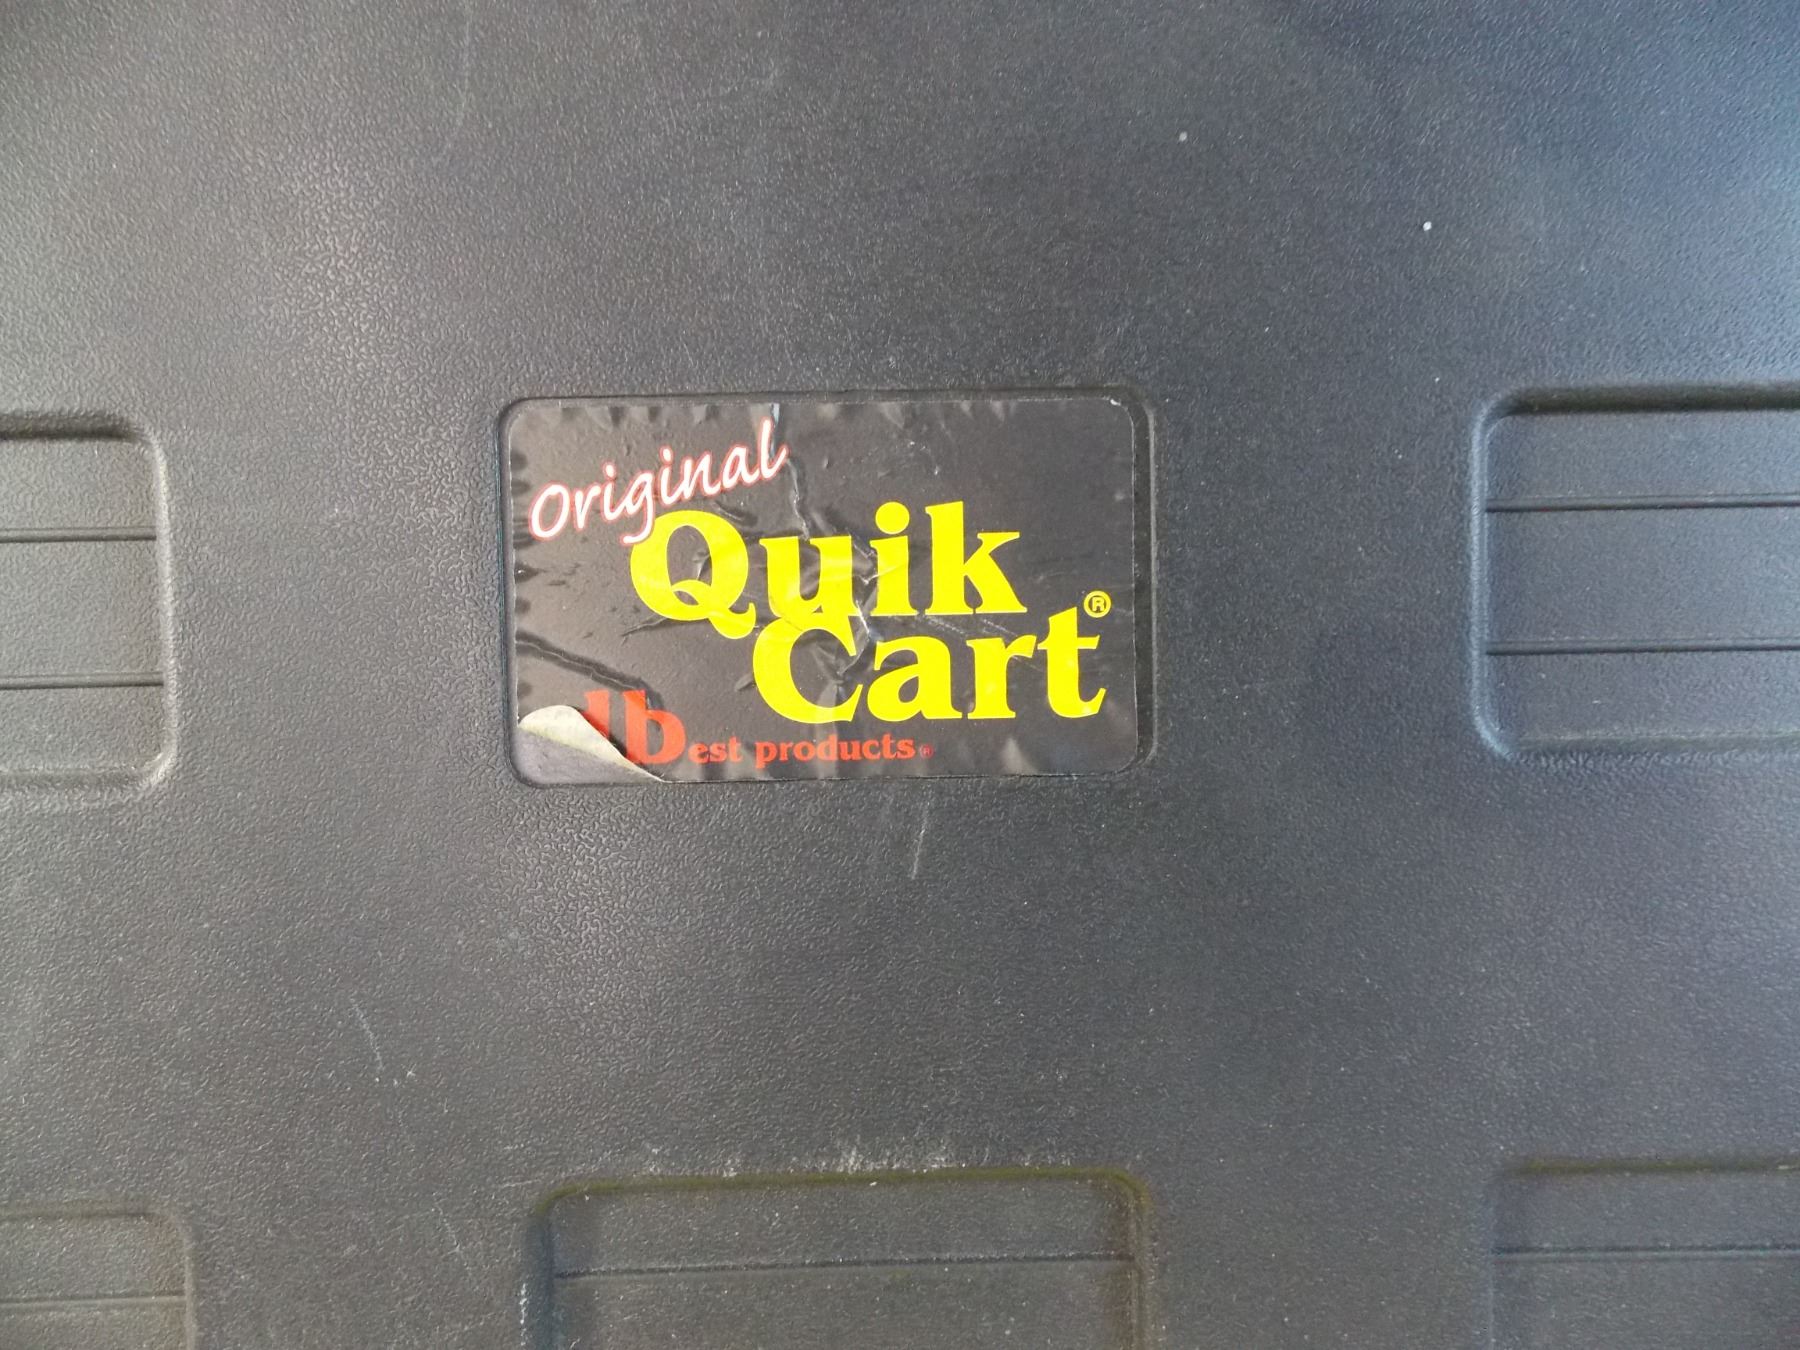 Original
Quik
Cart®
dbest products®